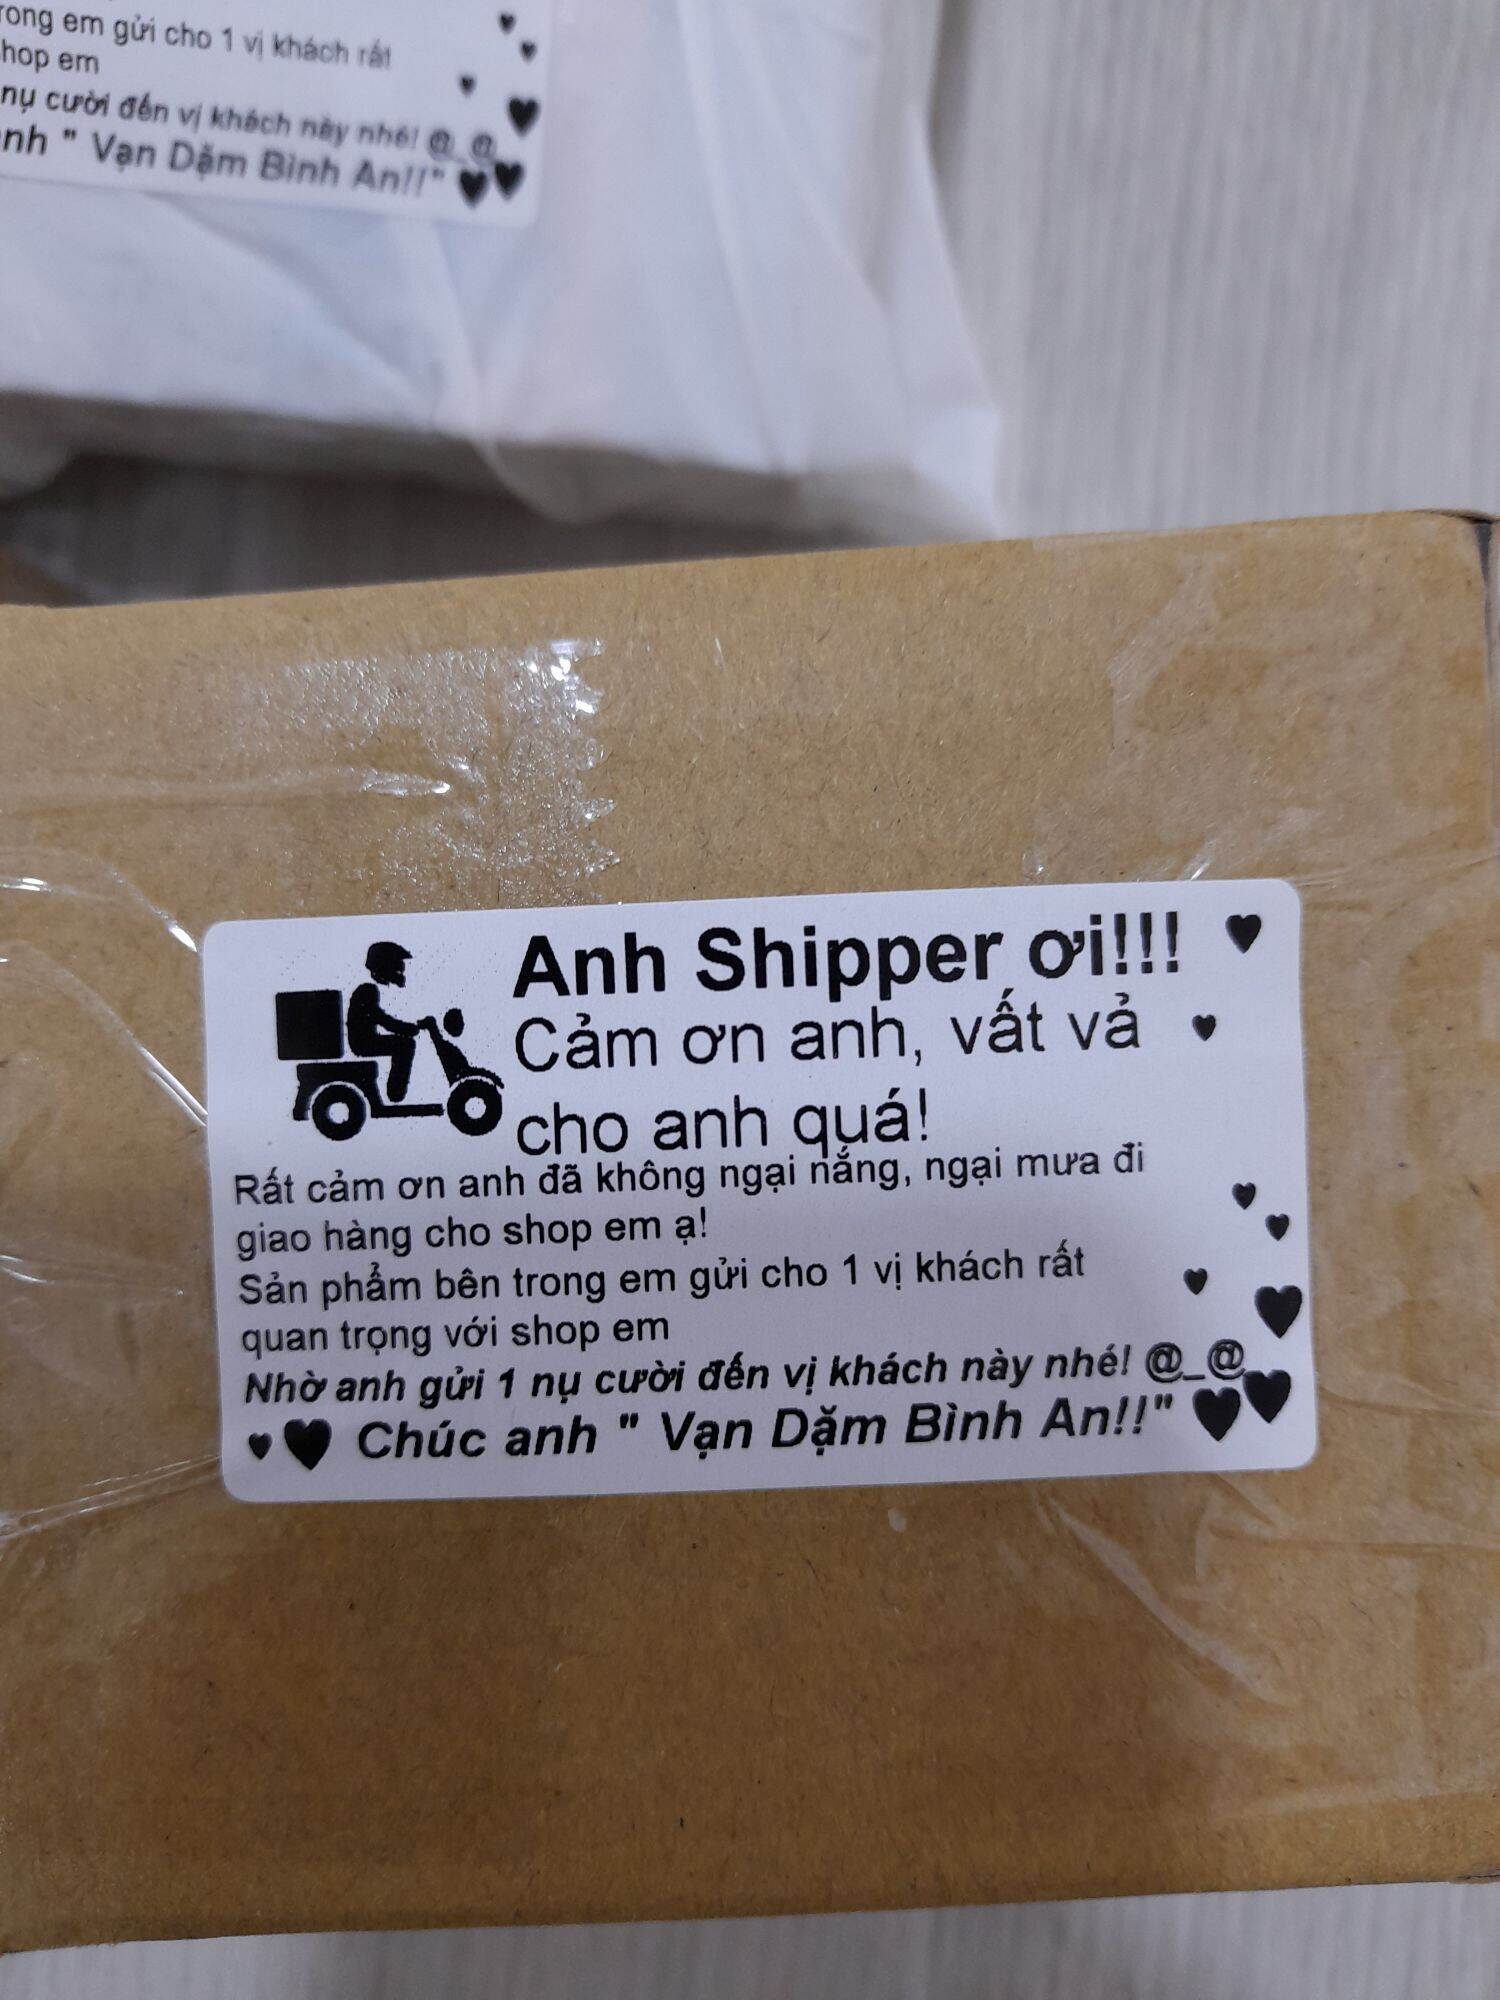 rong em gửi cho 1 vị khách rất
hop em
nụ cười đến vị khách này nhé! @_@
nh " Vạn Dặm Bình An!!"
Anh Shipper ơi!!!
Cảm ơn anh, vất vả
cho anh quá!
Rất cảm ơn anh đã không ngại nắng, ngại mưa đi
giao hàng cho shop em ạ!
Sản phẩm bên trong em gửi cho 1 vị khách rất
quan trọng với shop em
Nhờ anh gửi 1 nụ cười đến vị khách này nhé! @_@
Chúc anh " Vạn Dặm Bình An!!"